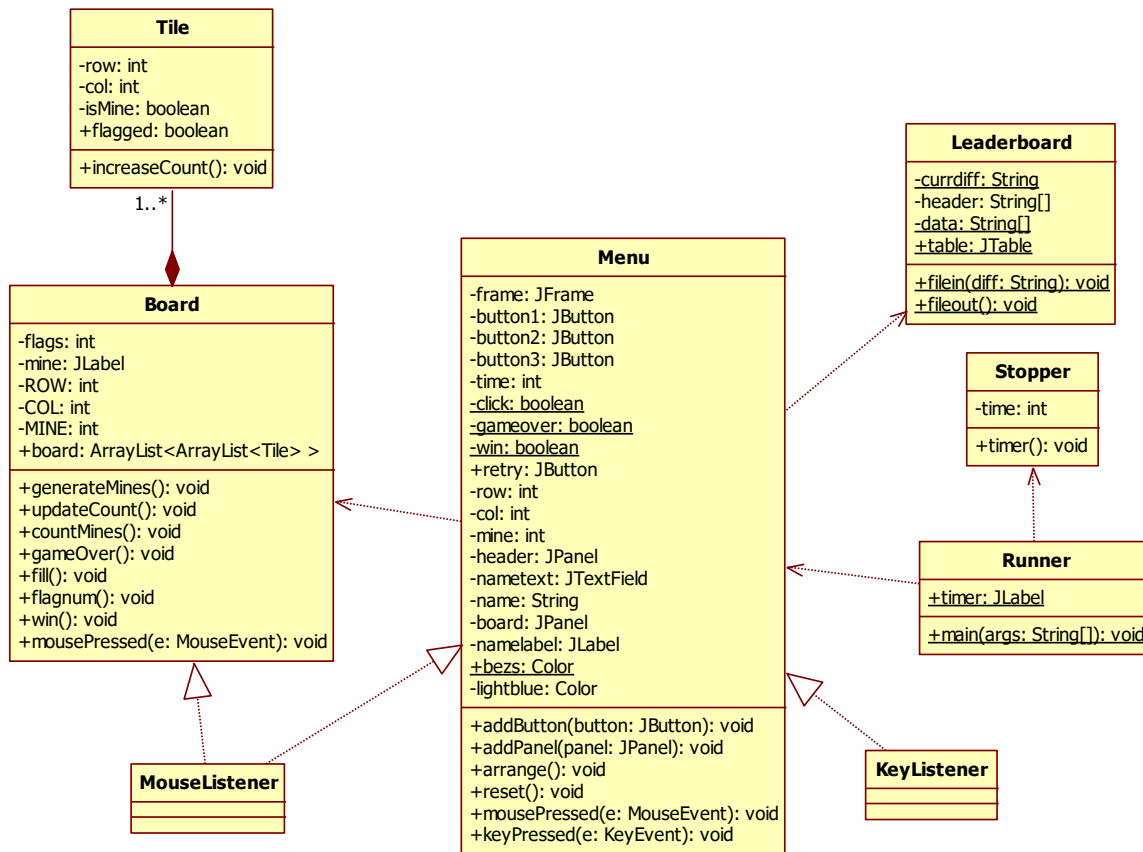 Tile
-row: int
-col: int
-isMine: boolean
+flagged: boolean
+increaseCount(): void
1..*
Board
-flags: int
-mine: JLabel
-ROW: int
-COL: int
-MINE: int
+board: ArrayList<ArrayList<Tile> >
+generateMines(): void
+updateCount(): void
+countMines(): void
+gameOver(): void
+fill(): void
+flagnum(): void
+win(): void
+mousePressed(e: MouseEvent): void
MouseListener
Menu
-frame: JFrame
-button1: JButton
-button2: JButton
-button3: JButton
-time: int
-click: boolean
-gameover: boolean
-win: boolean
+retry: JButton
-row: int
-col: int
-mine: int
-header: JPanel
-nametext: JTextField
-name: String
-board: JPanel
-namelabel: JLabel
+bezs: Color
-lightblue: Color
+addButton(button: JButton): void
+addPanel(panel: JPanel): void
+arrange(): void
+reset(): void
+mousePressed(e: MouseEvent): void
+keyPressed(e: KeyEvent): void
Leaderboard
-currdiff: String
-header: String[]
-data: String[]
+table: JTable
+filein(diff: String): void
+fileout(): void
Stopper
-time: int
+timer(): void
Runner
+timer: JLabel
+main(args: String[]): void
KeyListener